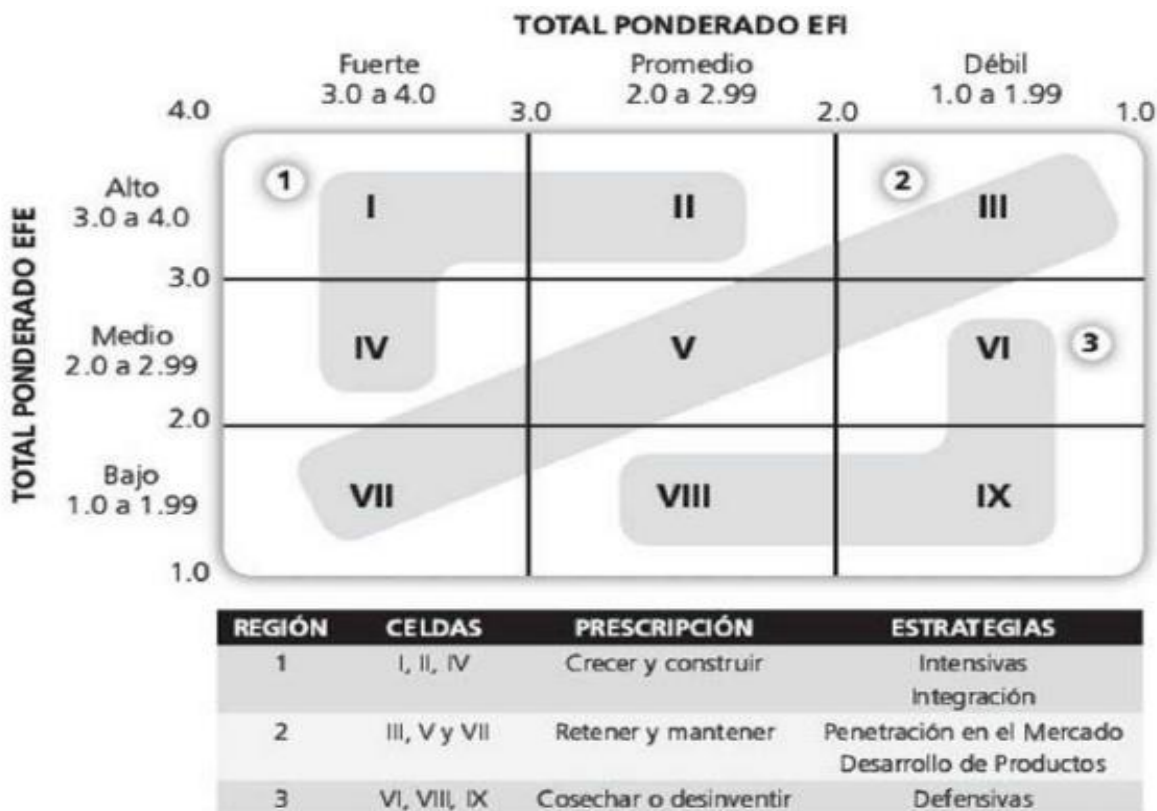 TOTAL PONDERADO EFI
Fuerte Promedio Débil
3.0 a 4.0 2.0 a 2.99 1.0 a 1.99
4.0 3.0 2.0 1.0
TOTAL PONDERADO EFE
1 2
Alto
3.0 a 4.0
I II III
3.0
Medio
2.0 a 2.99
IV V VI 3
2.0
Bajo
1.0 a 1.99
VII VIII IX
1.0
REGIÓN CELDAS PRESCRIPCIÓN ESTRATEGIAS
1 I, II, IV Crecer y construir Intensivas
Integración
2 III, V y VII Retener y mantener Penetración en el Mercado
Desarrollo de Productos
3 VI, VIII, IX Cosechar o desinventir Defensivas